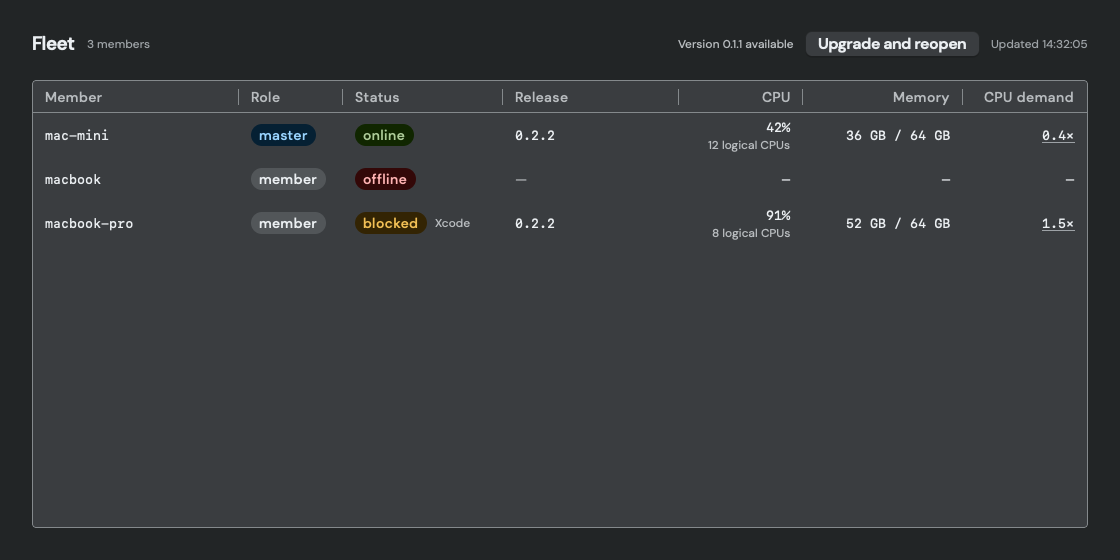 Fleet 3 members Version 0.1.1 available Upgrade and reopen Updated 14:32:05
Member Role Status Release CPU Memory CPU demand
mac-mini master online 0.2.2 42% 36 GB / 64 GB 0.4×
12 logical CPUs
macbook member offline — — — —
macbook-pro member blocked Xcode 0.2.2 91% 52 GB / 64 GB 1.5×
8 logical CPUs